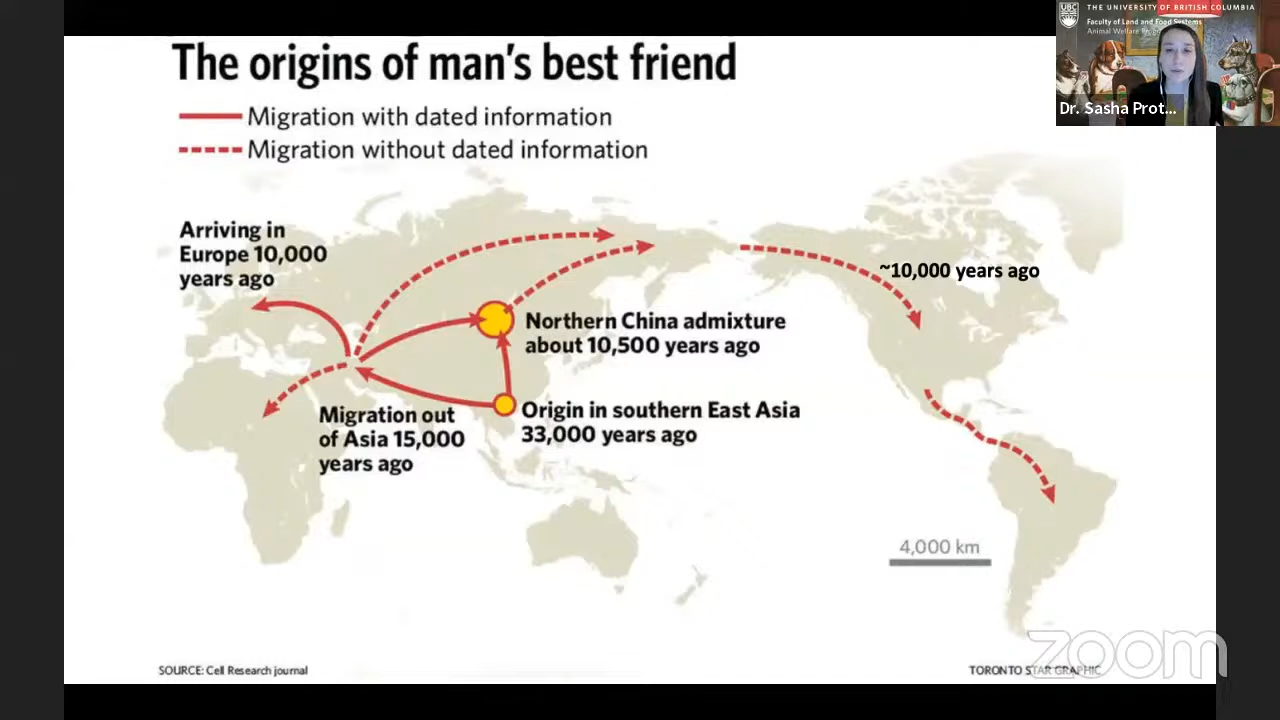 The origins of man's best friend
Migration with dated information
Migration without dated information
Arriving in
Europe 10,000
years ago
~10,000 years ago
Northern China admixture
about 10,500 years ago
Migration out
of Asia 15,000
years ago
Origin in southern East Asia
33,000 years ago
4,000 km
SOURCE: Cell Research journal
TORONTO STAR GRAPHIC
zoom
UBC
THE UNIVERSITY OF BRITISH COLUMBIA
Faculty of Land and Food Systems
Animal Welfare
Dr. Sasha Prot...